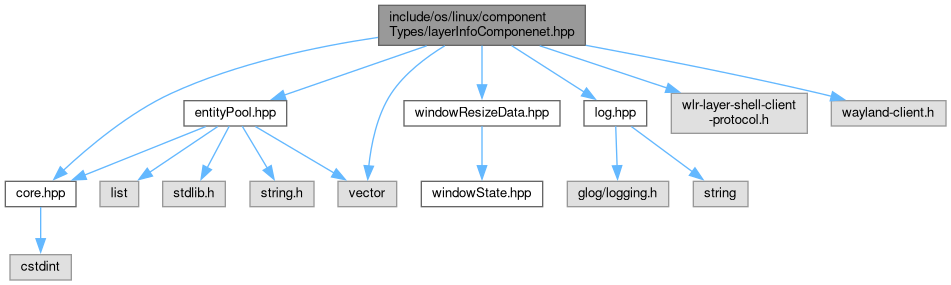 include/os/linux/component
Types/layerInfoComponenet.hpp
entityPool.hpp
windowResizeData.hpp
log.hpp
wlr-layer-shell-client
-protocol.h
wayland-client.h
core.hpp
list
stdlib.h
string.h
vector
windowState.hpp
glog/logging.h
string
cstdint